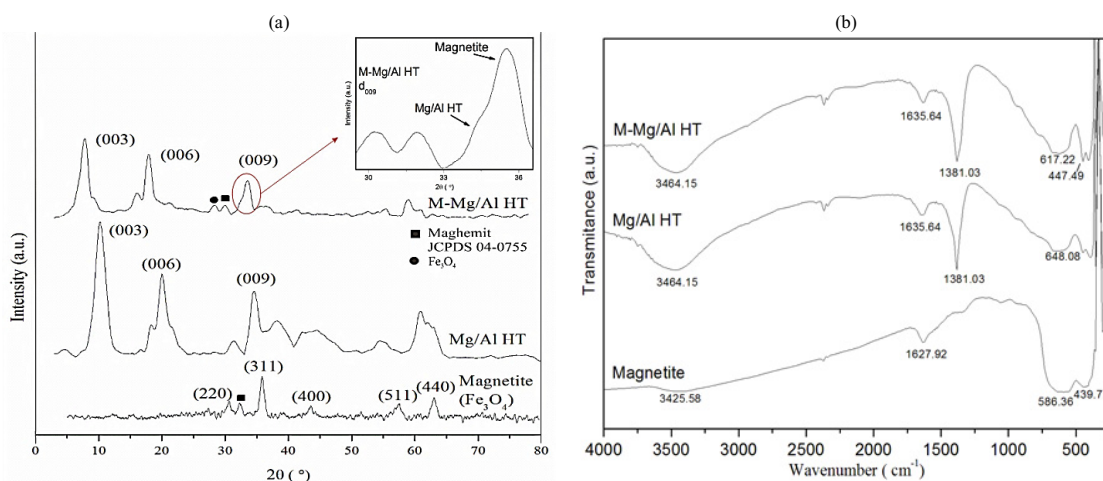 (a)
Intensity (a.u.)
(003)
(006)
(009)
M-Mg/Al HT
Maghemit
JCPDS 04-0755
Fe3O4
(003)
(006)
(009)
Mg/Al HT
(220)
(311)
(400)
(511)
(440)
Magnetite
(Fe3O4)
0 10 20 30 40 50 60 70 80
2θ ( °)
Intensity (a.u.)
M-Mg/Al HT
d009
Magnetite
Mg/Al HT
30 33 36
2θ ( °)
(b)
Transmitance (a.u.)
M-Mg/Al HT
3464.15
1635.64
1381.03
617.22
447.49
Mg/Al HT
3464.15
1635.64
1381.03
648.08
Magnetite
3425.58
1627.92
586.36
439.7
4000 3500 3000 2500 2000 1500 1000 500
Wavenumber ( cm-1)